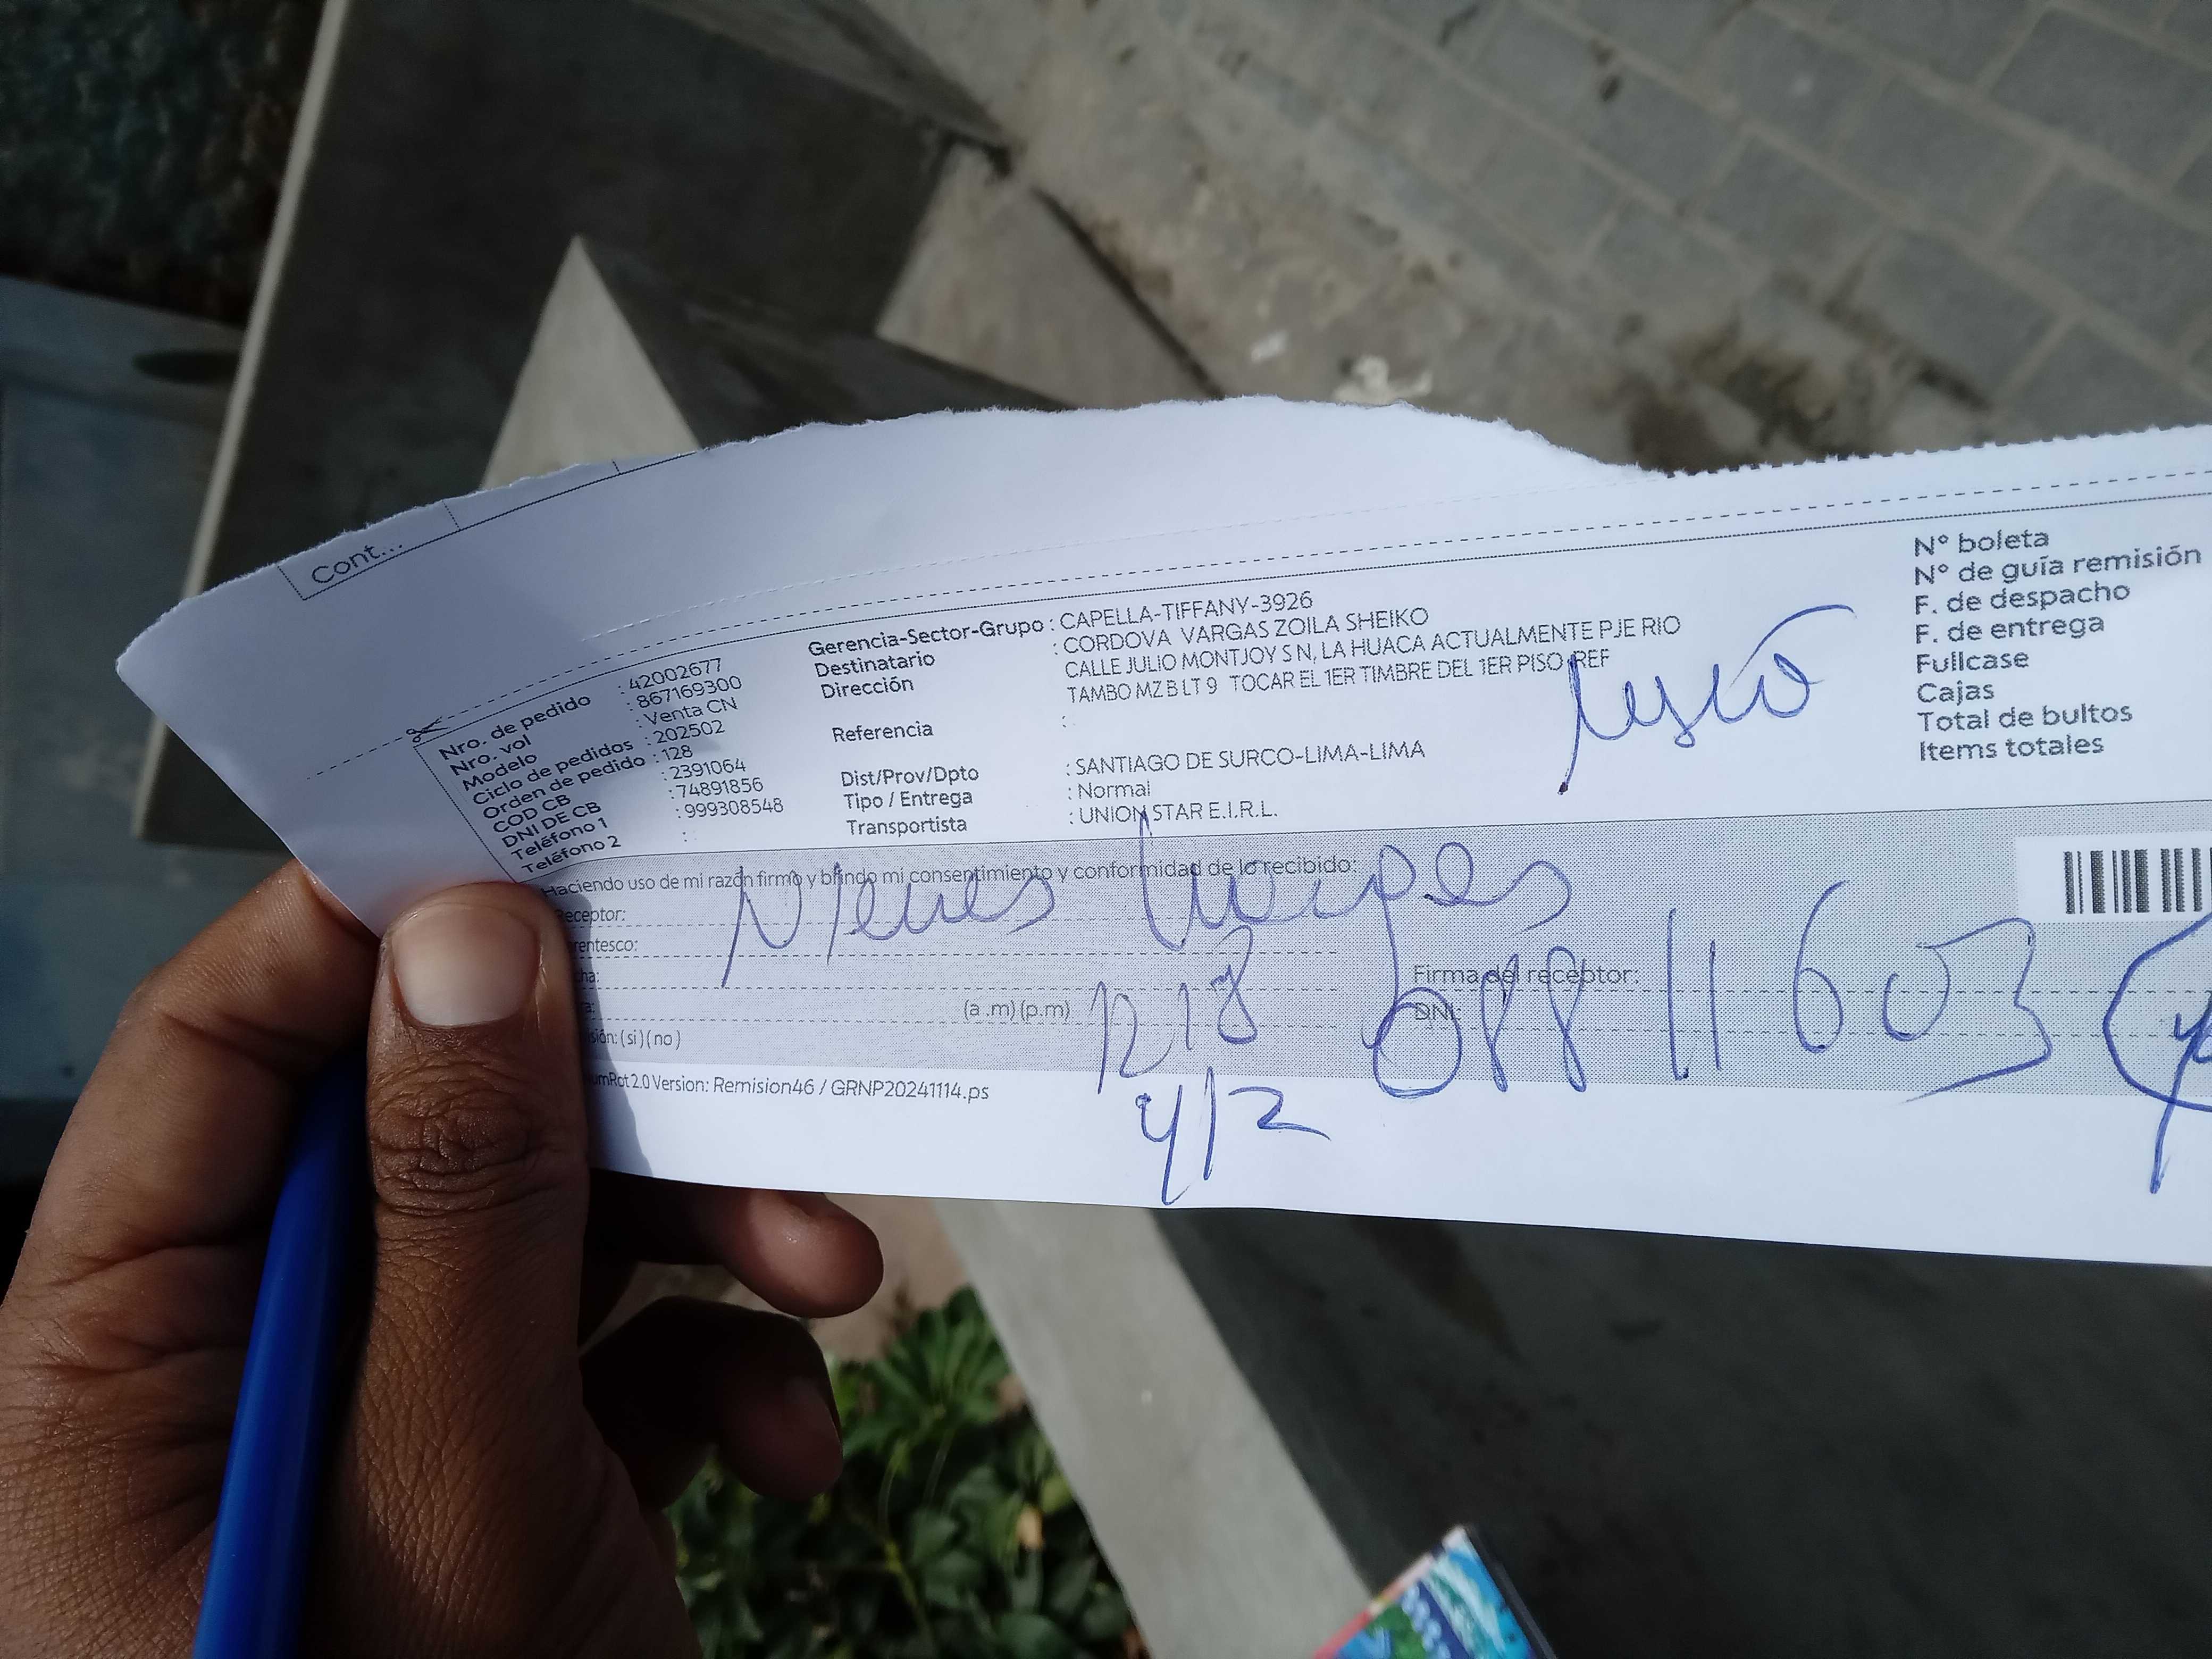 Cont...
Nro. de pedido : 42002677
Nro. vol : 867169300
Modelo : Venta CN
Ciclo de pedidos : 202502
Orden de pedido : 128
COD CB : 2391064
DNI DE CB : 74891856
Teléfono 1 : 999308548
Teléfono 2 :
Gerencia-Sector-Grupo : CAPELLA-TIFFANY-3926
Destinatario : CORDOVA VARGAS ZOILA SHEIKO
Dirección CALLE JULIO MONTJOY S N, LA HUACA ACTUALMENTE PJE RIO
TAMBO MZ B LT 9 TOCAR EL 1ER TIMBRE DEL 1ER PISO REF
Referencia :
Dist/Prov/Dpto : SANTIAGO DE SURCO-LIMA-LIMA
Tipo / Entrega : Normal
Transportista : UNION STAR E.I.R.L.
N° boleta
N° de guía remisión
F. de despacho
F. de entrega
Fullcase
Cajas
Total de bultos
Items totales
Haciendo uso de mi razón firmo y brindo mi consentimiento y conformidad de lo recibido:
Receptor:
rentesco:
ha:
(a .m) (p.m)
(si) (no)
Firma del receptor:
DNI:
08811603
12 18
4/2
2.0 Version: Remision46 / GRNP20241114.ps